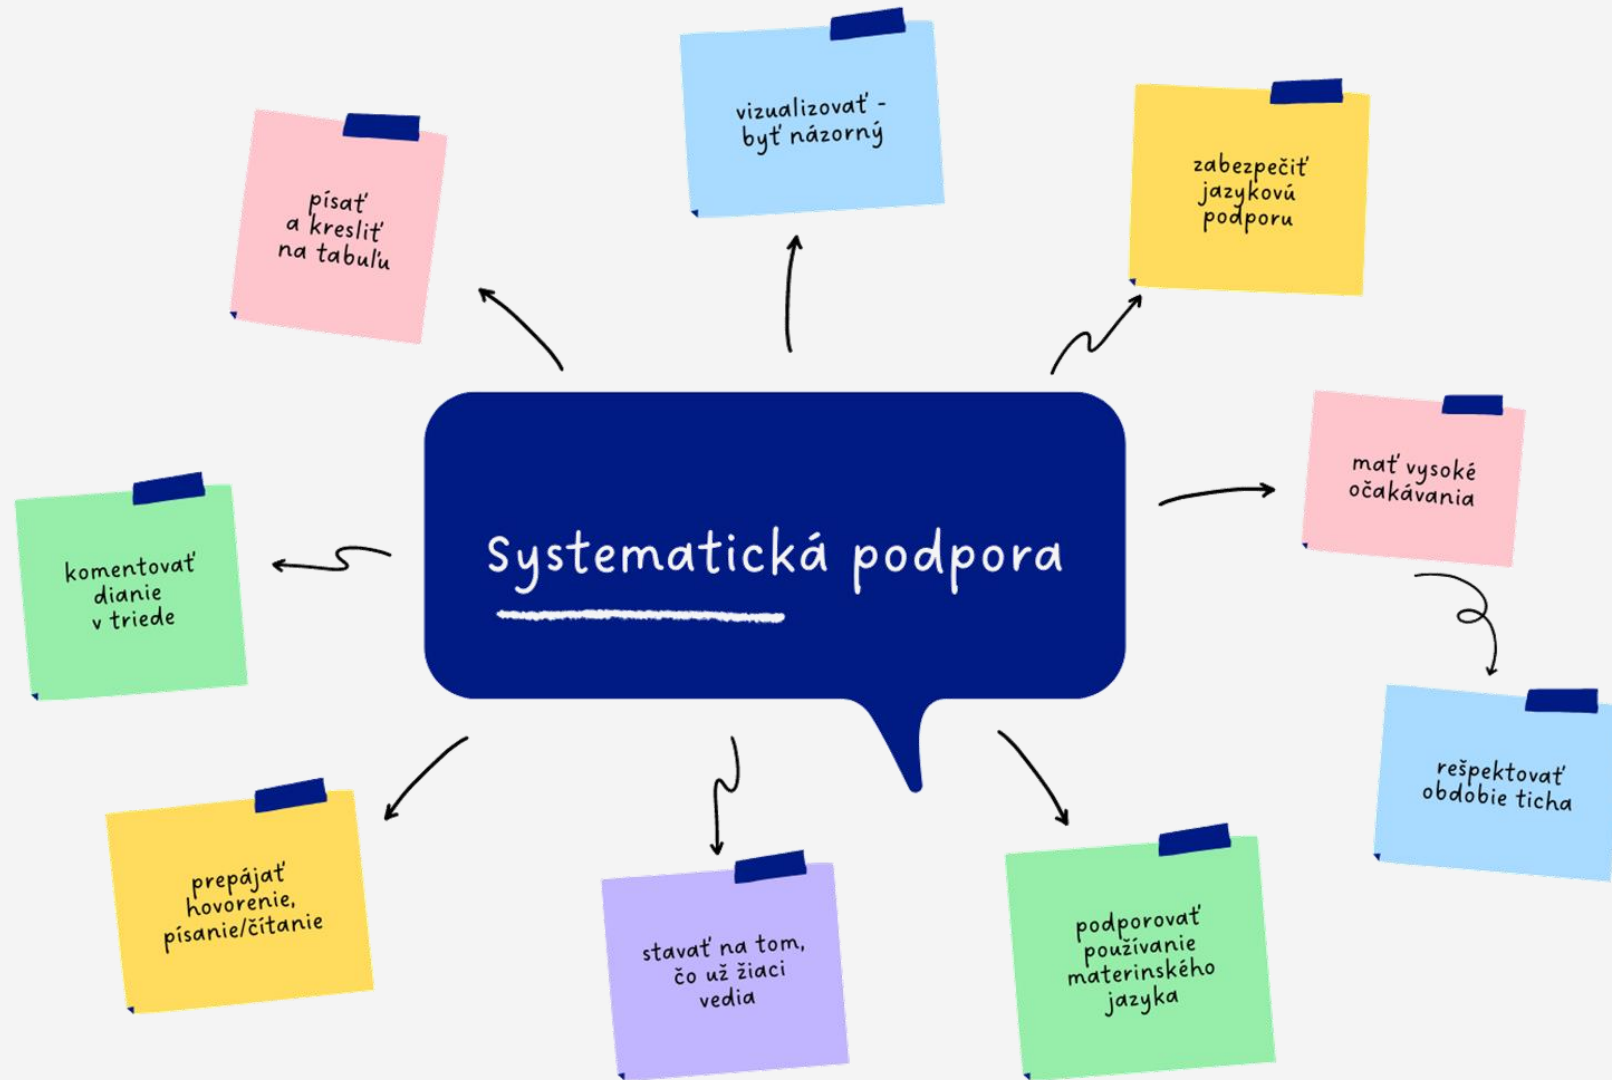 vizualizovať -
byť názorný
písať
a kresliť
na tabuľu
zabezpečiť
jazykovú
podporu
mať vysoké
očakávania
Systematická podpora
komentovať
dianie
v triede
rešpektovať
obdobie ticha
prepájať
hovorenie,
písanie/čítanie
stavať na tom,
čo už žiaci
vedia
podporovať
používanie
materinského
jazyka